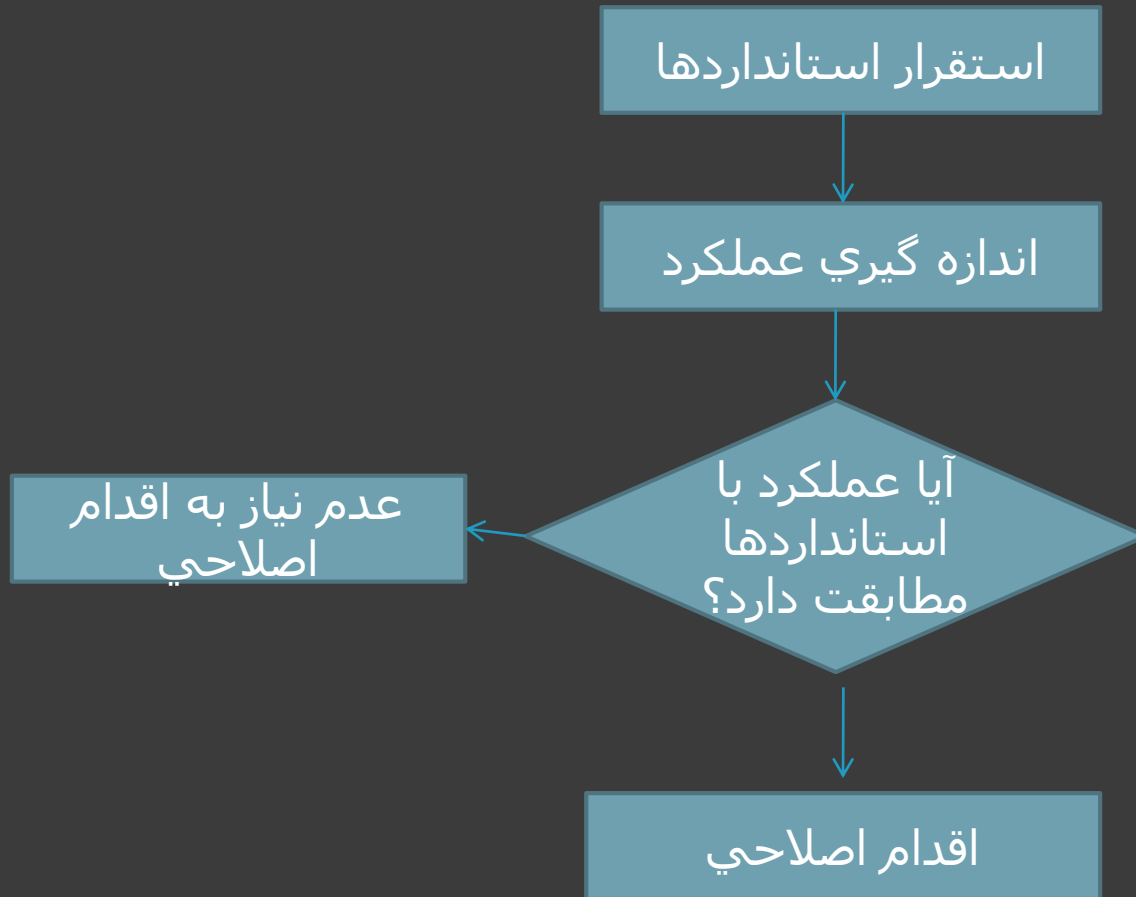 استقرار استانداردها
اندازه گيري عملكرد
آيا عملكرد با
استانداردها
مطابقت دارد؟
عدم نياز به اقدام
اصلاحي
اقدام اصلاحي